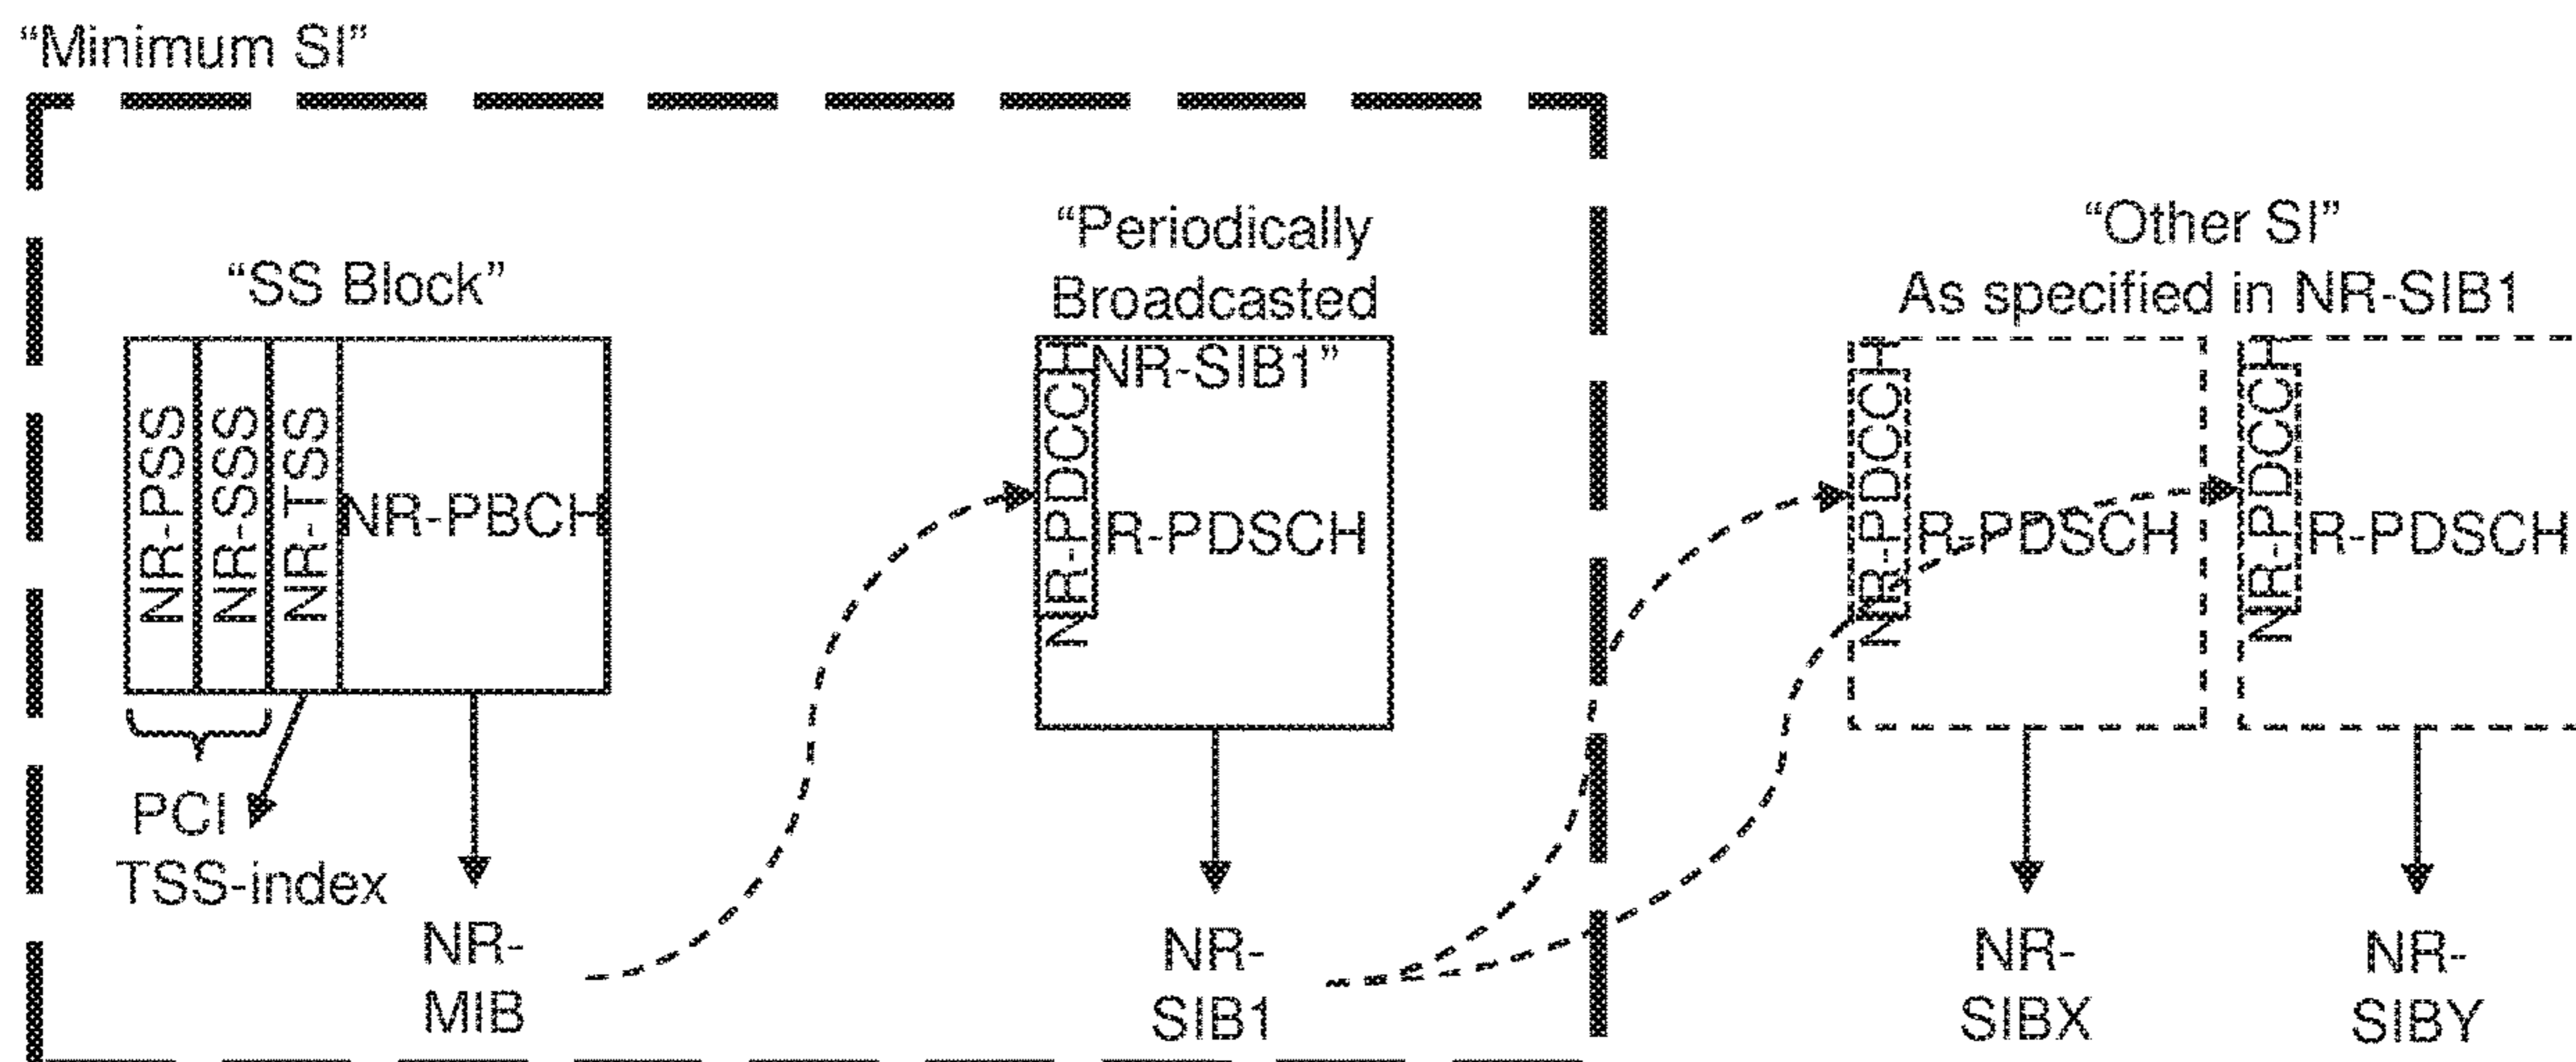 “Minimum SI”
“SS Block”
NR-PSS
NR-SSS
NR-TSS
NR-PBCH
PCI
TSS-index
NR-
MIB
“Periodically
Broadcasted
NR-SIB1”
NR-PDCCH
R-PDSCH
NR-
SIB1
“Other SI”
As specified in NR-SIB1
NR-PDCCH
R-PDSCH
NR-
SIBX
NR-PDCCH
R-PDSCH
NR-
SIBY